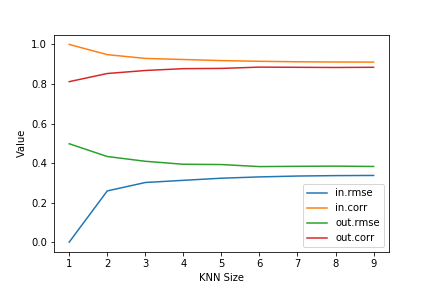 1.0
0.8
0.6
0.4
0.2
0.0
Value
1 2 3 4 5 6 7 8 9
KNN Size
in.rmse
in.corr
out.rmse
out.corr